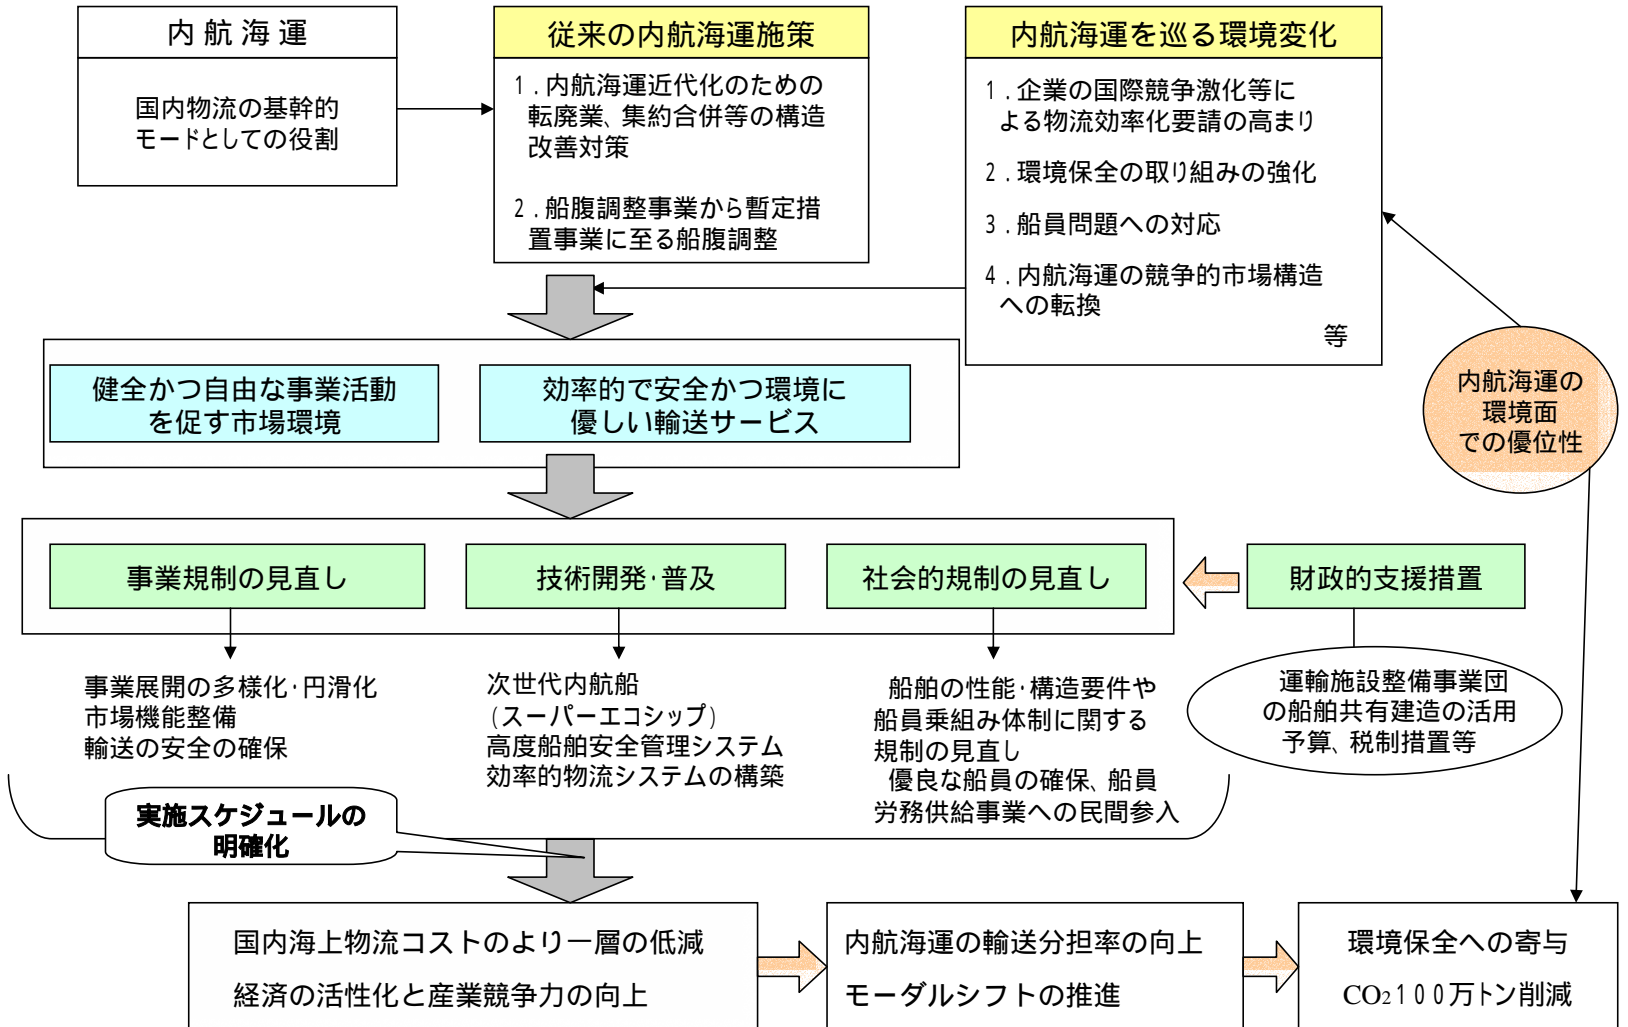 内航海運
国内物流の基幹的
モードとしての役割
従来の内航海運施策
1．内航海運近代化のための
転廃業、集約合併等の構造
改善対策
2．船腹調整事業から暫定措
置事業に至る船腹調整
内航海運を巡る環境変化
1．企業の国際競争激化等に
よる物流効率化要請の高まり
2．環境保全の取り組みの強化
3．船員問題への対応
4．内航海運の競争的市場構造
への転換
等
健全かつ自由な事業活動
を促す市場環境
効率的で安全かつ環境に
優しい輸送サービス
内航海運の
環境面
での優位性
事業規制の見直し
技術開発・普及
社会的規制の見直し
財政的支援措置
事業展開の多様化・円滑化
市場機能整備
輸送の安全の確保
次世代内航船
（スーパーエコシップ）
高度船舶安全管理システム
効率的物流システムの構築
船舶の性能・構造要件や
船員乗組み体制に関する
規制の見直し
優良な船員の確保、船員
労務供給事業への民間参入
運輸施設整備事業団
の船舶共有建造の活用
予算、税制措置等
実施スケジュールの
明確化
国内海上物流コストのより一層の低減
経済の活性化と産業競争力の向上
内航海運の輸送分担率の向上
モーダルシフトの推進
環境保全への寄与
CO2１００万トン削減